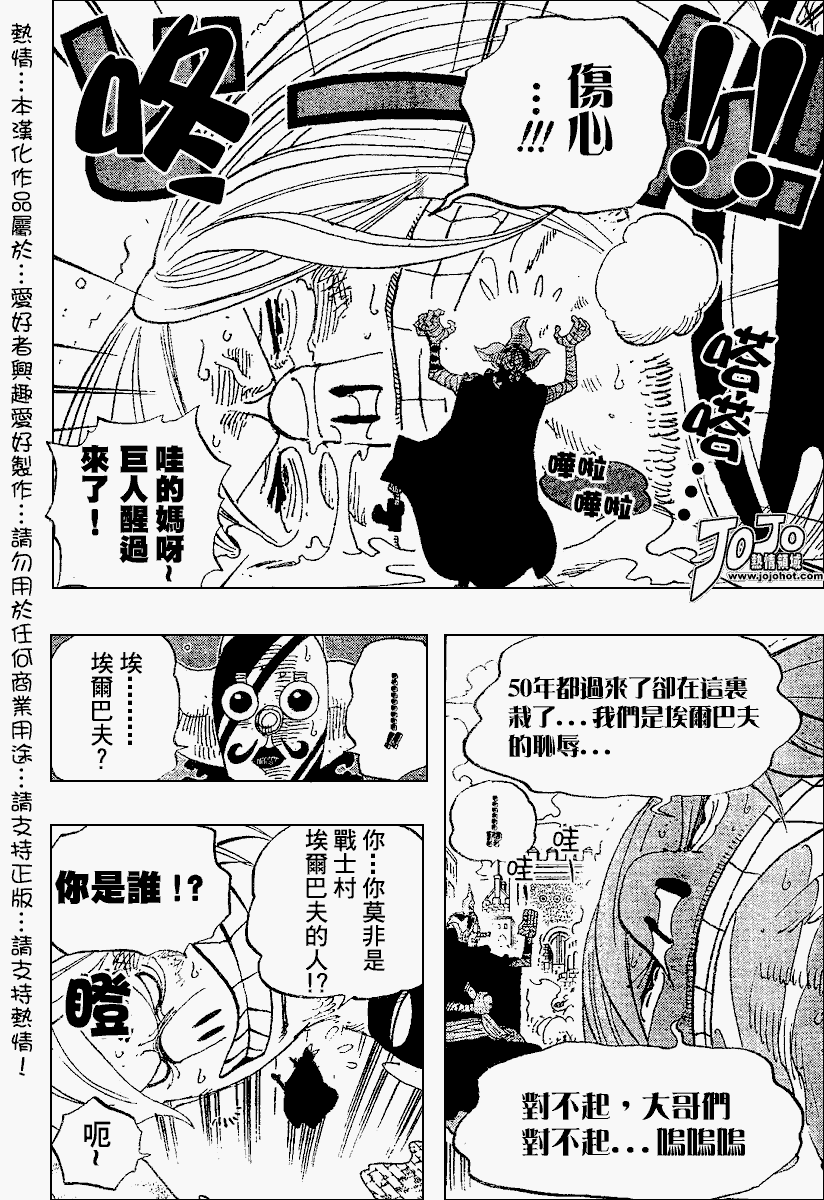 咚━!!
傷心
…!!!
塔塔…
嘩啦
嘩啦
哇的媽呀~
巨人醒過
來了！
JOJO
熱情領域
www.jojohot.com
50年都過來了卻在這裏
栽了...我們是埃爾巴夫
的恥辱...
哇
哇
對不起，大哥們
對不起...嗚嗚嗚
………!!
埃………
埃爾巴夫？
你…你莫非是
戰士村
埃爾巴夫的人!?
你是誰!?
瞪
呃~
熱情…本漢化作品屬於…愛好者興趣愛好製作…請勿用於任何商業用途…請支持正版…請支持熱情！